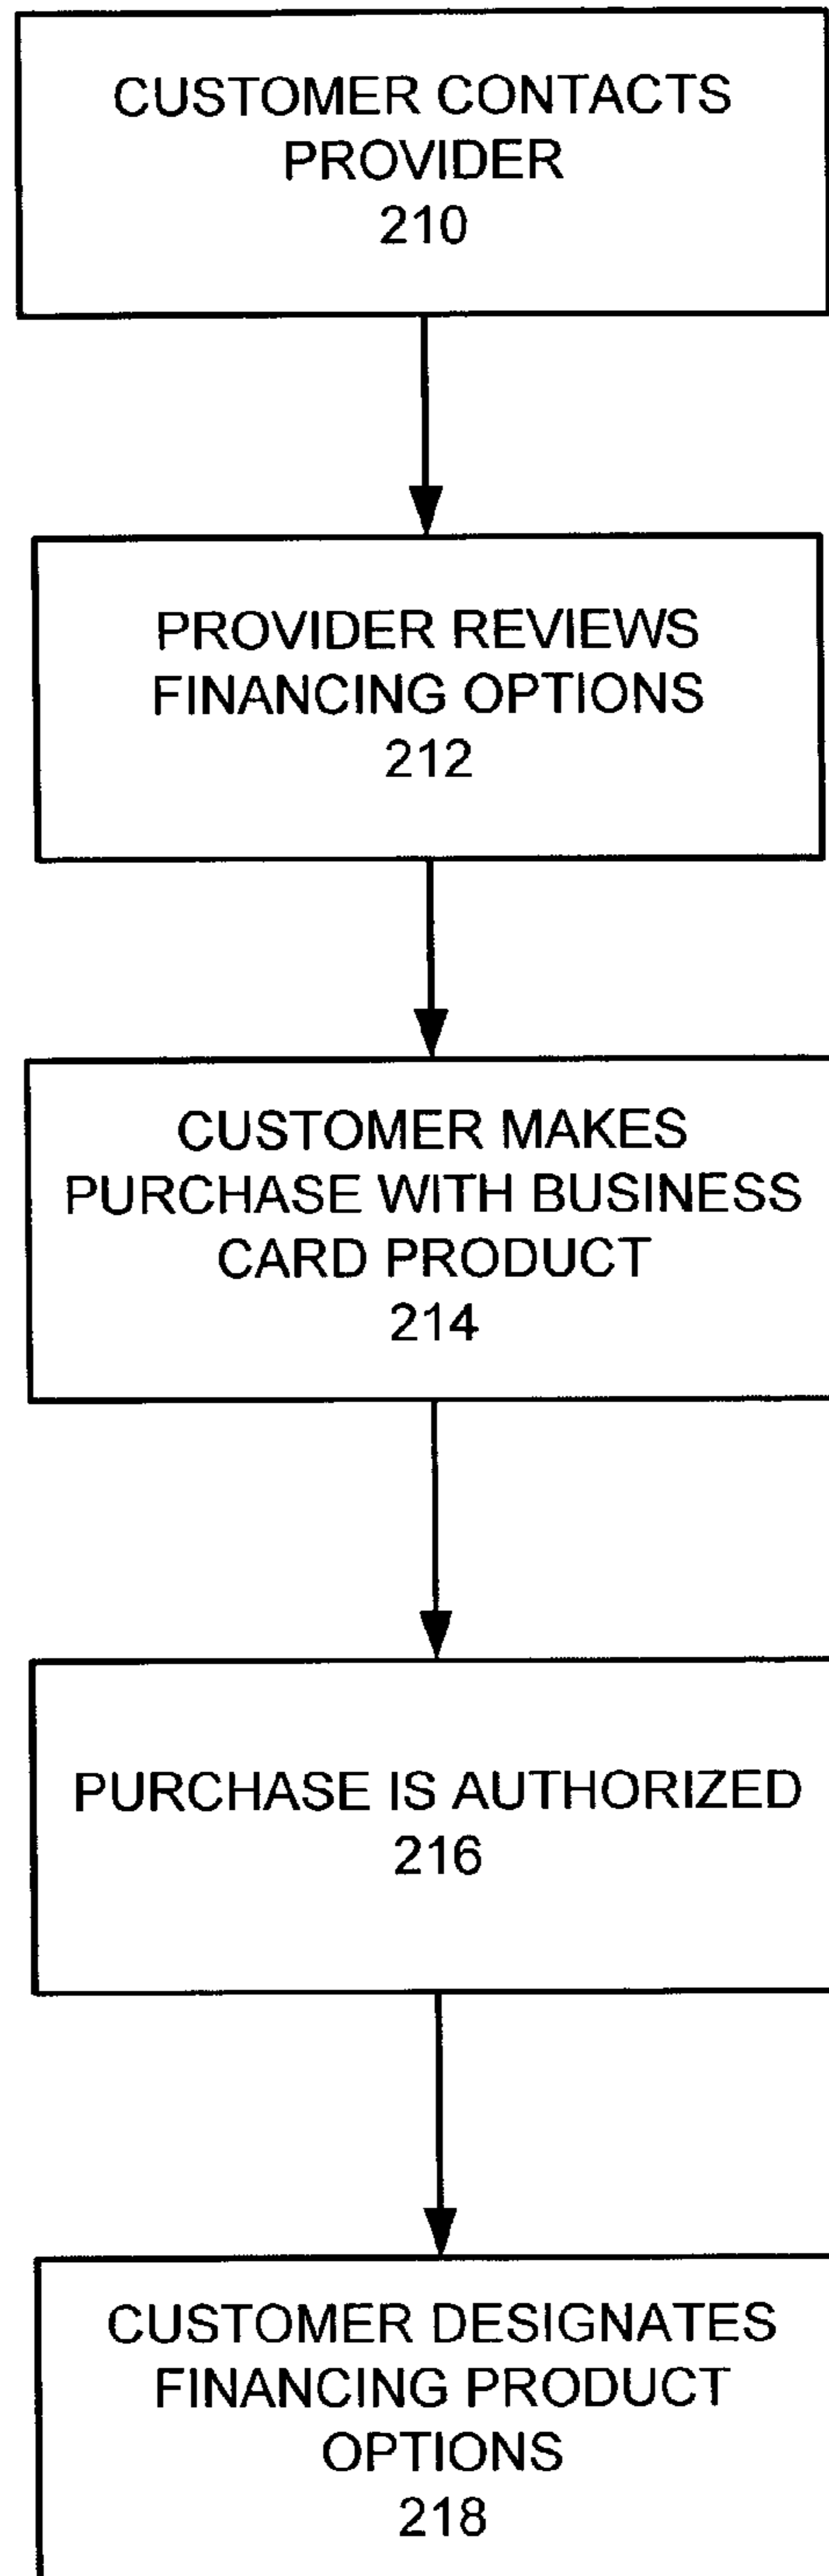 CUSTOMER CONTACTS
PROVIDER
210
PROVIDER REVIEWS
FINANCING OPTIONS
212
CUSTOMER MAKES
PURCHASE WITH BUSINESS
CARD PRODUCT
214
PURCHASE IS AUTHORIZED
216
CUSTOMER DESIGNATES
FINANCING PRODUCT
OPTIONS
218